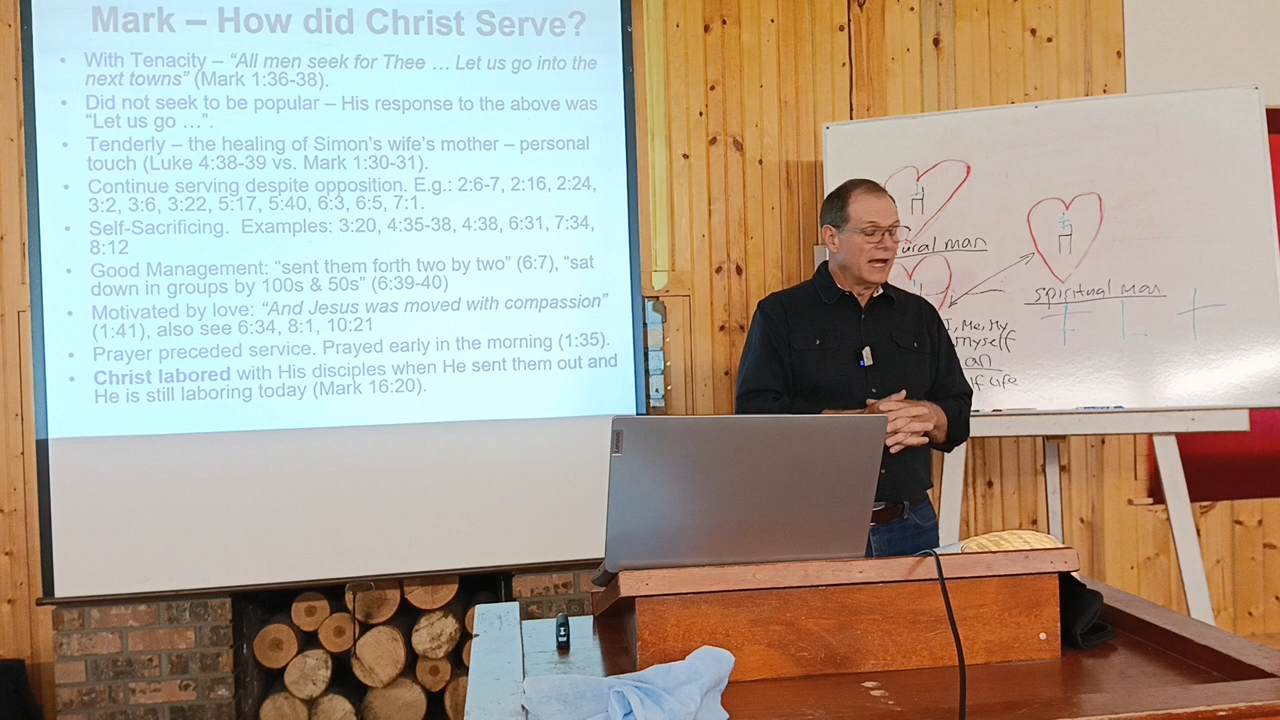 Mark – How did Christ Serve?
• With Tenacity – “All men seek for Thee … Let us go into the
next towns” (Mark 1:36-38).
• Did not seek to be popular – His response to the above was
“Let us go …”.
• Tenderly – the healing of Simon’s wife’s mother – personal
touch (Luke 4:38-39 vs. Mark 1:30-31).
• Continue serving despite opposition. E.g.: 2:6-7, 2:16, 2:24,
3:2, 3:6, 3:22, 5:17, 5:40, 6:3, 6:5, 7:1.
• Self-Sacrificing. Examples: 3:20, 4:35-38, 4:38, 6:31, 7:34,
8:12
• Good Management: “sent them forth two by two” (6:7), “sat
down in groups by 100s & 50s” (6:39-40)
• Motivated by love: “And Jesus was moved with compassion”
(1:41), also see 6:34, 8:1, 10:21
• Prayer preceded service. Prayed early in the morning (1:35).
• Christ labored with His disciples when He sent them out and
He is still laboring today (Mark 16:20).
ural man
spiritual man
I, Me, My
myself
an
lf life
Lenovo